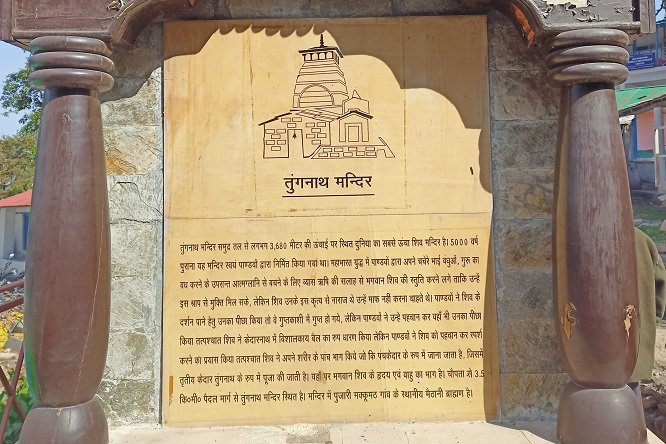 तुंगनाथ मन्दिर
तुंगनाथ मन्दिर समुद्र तल से लगभग 3,680 मीटर की ऊंचाई पर स्थित दुनिया का सबसे ऊंचा शिव मन्दिर है। 5000 वर्ष
पुराना यह मन्दिर स्वयं पाण्डवों द्वारा निर्मित किया गया था। महाभारत युद्ध में पाण्डवों द्वारा अपने चचेरे भाई बंधुओं, गुरू का
वध करने के उपरान्त आत्मग्लानि से बचने के लिए व्यास ऋषि की सलाह से भगवान शिव की स्तुति करने लगे ताकि उन्हें
इस श्राप से मुक्ति मिल सके, लेकिन शिव उनके इस कृत्य से नाराज थे उन्हें माफ नही करना चाहते थे। पाण्डवों ने शिव के
दर्शन पाने हेतु उनका पीछा किया तो वे गुप्तकाशी में गुप्त हो गये, लेकिन पाण्डवों ने उन्हें पहचान कर वहाँ भी उनका पीछा
किया तत्पश्चात शिव ने केदारनाथ में विशालकाय बैल का रुप धारण किया लेकिन पाण्डवों ने शिव को पहचान कर स्पर्श
करने का प्रयास किया तत्पश्चात शिव ने अपने शरीर के पांच भाग किये जो कि पंचकेदार के रुप में जाना जाता है, जिसमें
तृतीय केदार तुंगनाथ के रुप में पूजा की जाती है। यहाँ पर भगवान शिव के हृदय एवं बाहु का भाग है। चौपता से 3.5
कि०मी० पैदल मार्ग से तुंगनाथ मन्दिर स्थित है। मन्दिर में पुजारी मक्कूमठ गांव के स्थानीय मैठानी ब्राह्मण है।